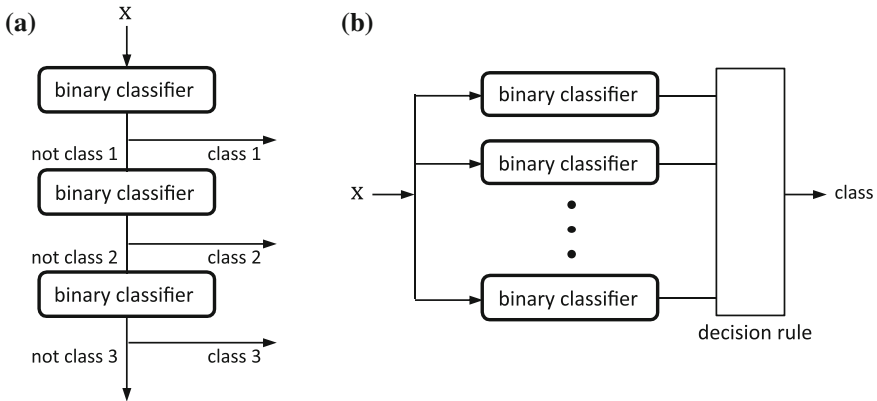 (a)
X
binary classifier
not class 1
class 1
binary classifier
not class 2
class 2
binary classifier
not class 3
class 3
(b)
X
binary classifier
binary classifier
binary classifier
decision rule
class